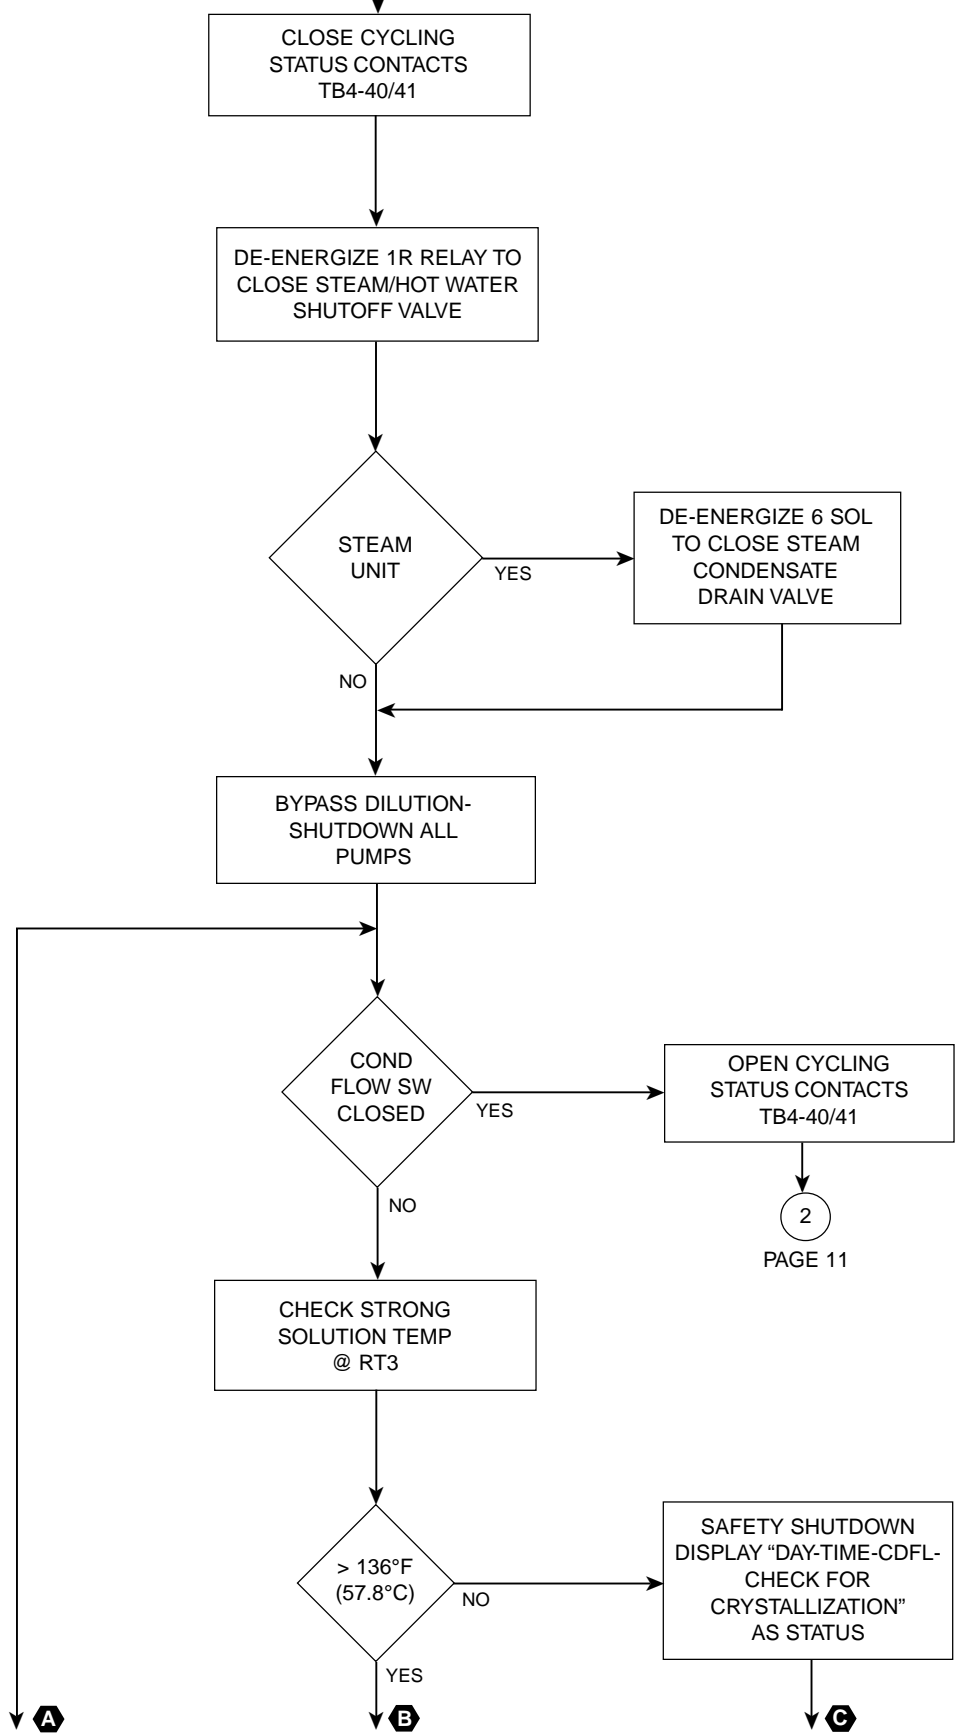 CLOSE CYCLING
STATUS CONTACTS
TB4-40/41
DE-ENERGIZE 1R RELAY TO
CLOSE STEAM/HOT WATER
SHUTOFF VALVE
STEAM
UNIT
YES
DE-ENERGIZE 6 SOL
TO CLOSE STEAM
CONDENSATE
DRAIN VALVE
NO
BYPASS DILUTION-
SHUTDOWN ALL
PUMPS
COND
FLOW SW
CLOSED
YES
OPEN CYCLING
STATUS CONTACTS
TB4-40/41
2
PAGE 11
NO
CHECK STRONG
SOLUTION TEMP
@ RT3
> 136°F
(57.8°C)
NO
SAFETY SHUTDOWN
DISPLAY “DAY-TIME-CDFL-
CHECK FOR
CRYSTALLIZATION”
AS STATUS
YES
A
B
C